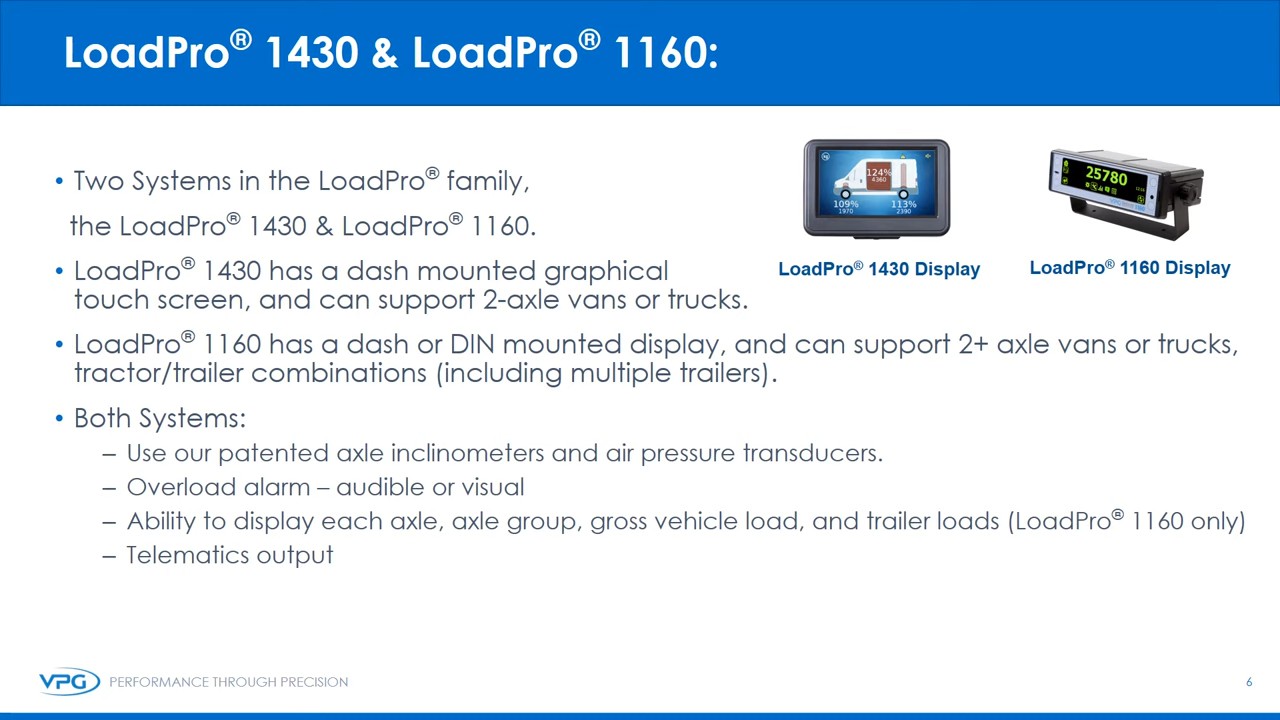 LoadPro® 1430 & LoadPro® 1160:
• Two Systems in the LoadPro® family,
the LoadPro® 1430 & LoadPro® 1160.
• LoadPro® 1430 has a dash mounted graphical
touch screen, and can support 2-axle vans or trucks.
124%
4360
109%
1970
113%
2390
LoadPro® 1430 Display
25780
LoadPro® 1160 Display
• LoadPro® 1160 has a dash or DIN mounted display, and can support 2+ axle vans or trucks,
tractor/trailer combinations (including multiple trailers).
• Both Systems:
– Use our patented axle inclinometers and air pressure transducers.
– Overload alarm – audible or visual
– Ability to display each axle, axle group, gross vehicle load, and trailer loads (LoadPro® 1160 only)
– Telematics output
VPG PERFORMANCE THROUGH PRECISION
6